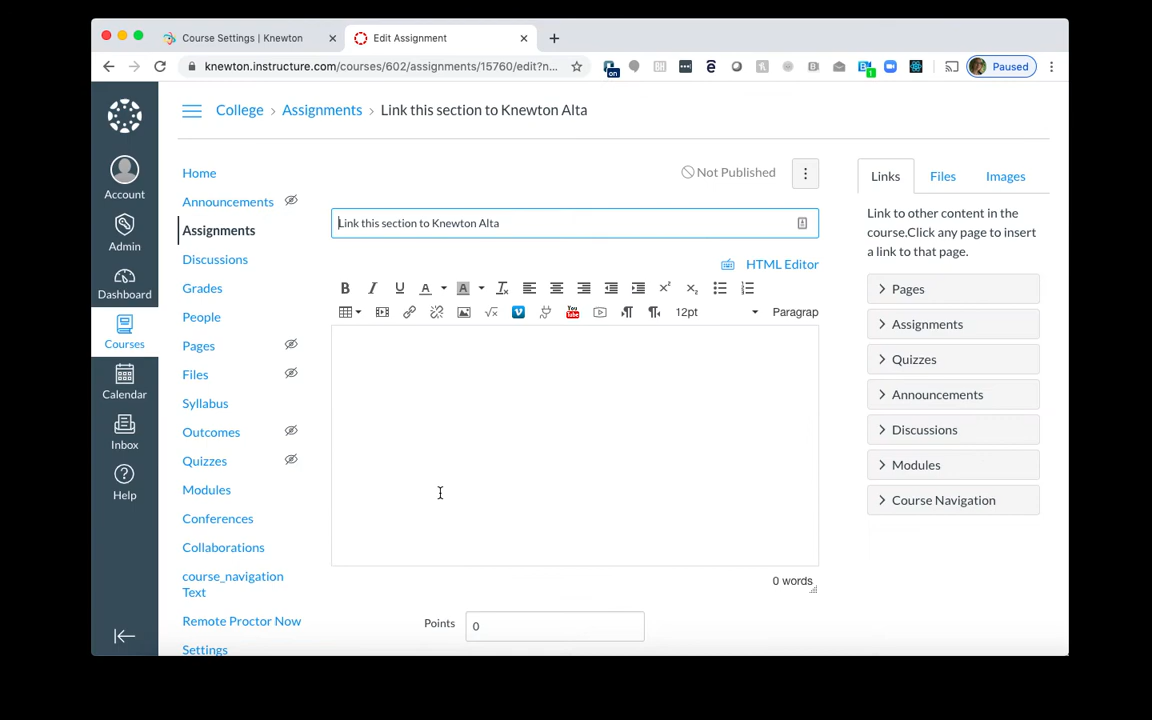 Course Settings | Knewton
Edit Assignment
knewton.instructure.com/courses/602/assignments/15760/edit?n...
on
1
Paused
College > Assignments > Link this section to Knewton Alta
Account
Admin
Dashboard
Courses
Calendar
Inbox
Help
Home
Announcements
Assignments
Discussions
Grades
People
Pages
Files
Syllabus
Outcomes
Quizzes
Modules
Conferences
Collaborations
course_navigation
Text
Remote Proctor Now
Settings
Not Published
Link this section to Knewton Alta
HTML Editor
12pt
Paragrap
0 words
Points
0
Links
Files
Images
Link to other content in the
course.Click any page to insert
a link to that page.
Pages
Assignments
Quizzes
Announcements
Discussions
Modules
Course Navigation